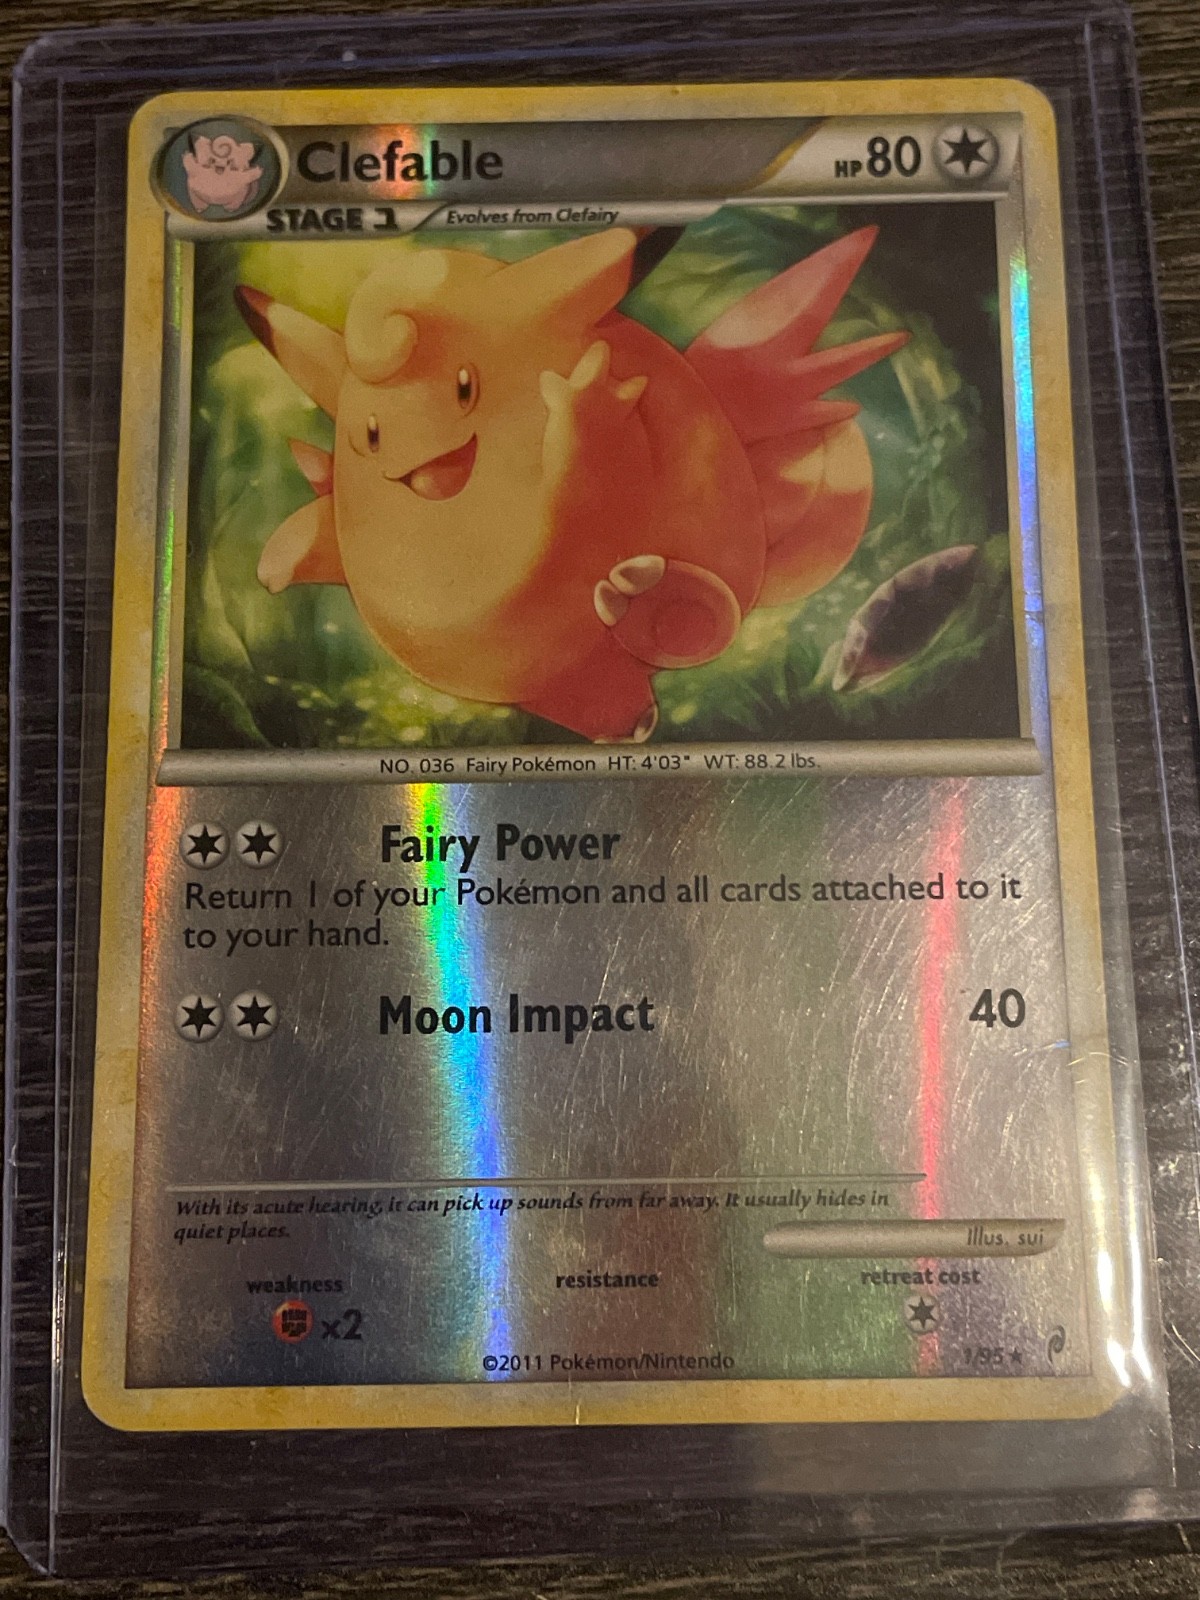 Clefable
HP 80
STAGE 1 Evolves from Clefairy
NO. 036 Fairy Pokémon HT: 4'03" WT: 88.2 lbs.
Fairy Power
Return 1 of your Pokémon and all cards attached to it
to your hand.
Moon Impact 40
With its acute hearing, it can pick up sounds from far away. It usually hides in
quiet places.
Illus. sui
weakness resistance retreat cost
x2
©2011 Pokémon/Nintendo 1/95 ★